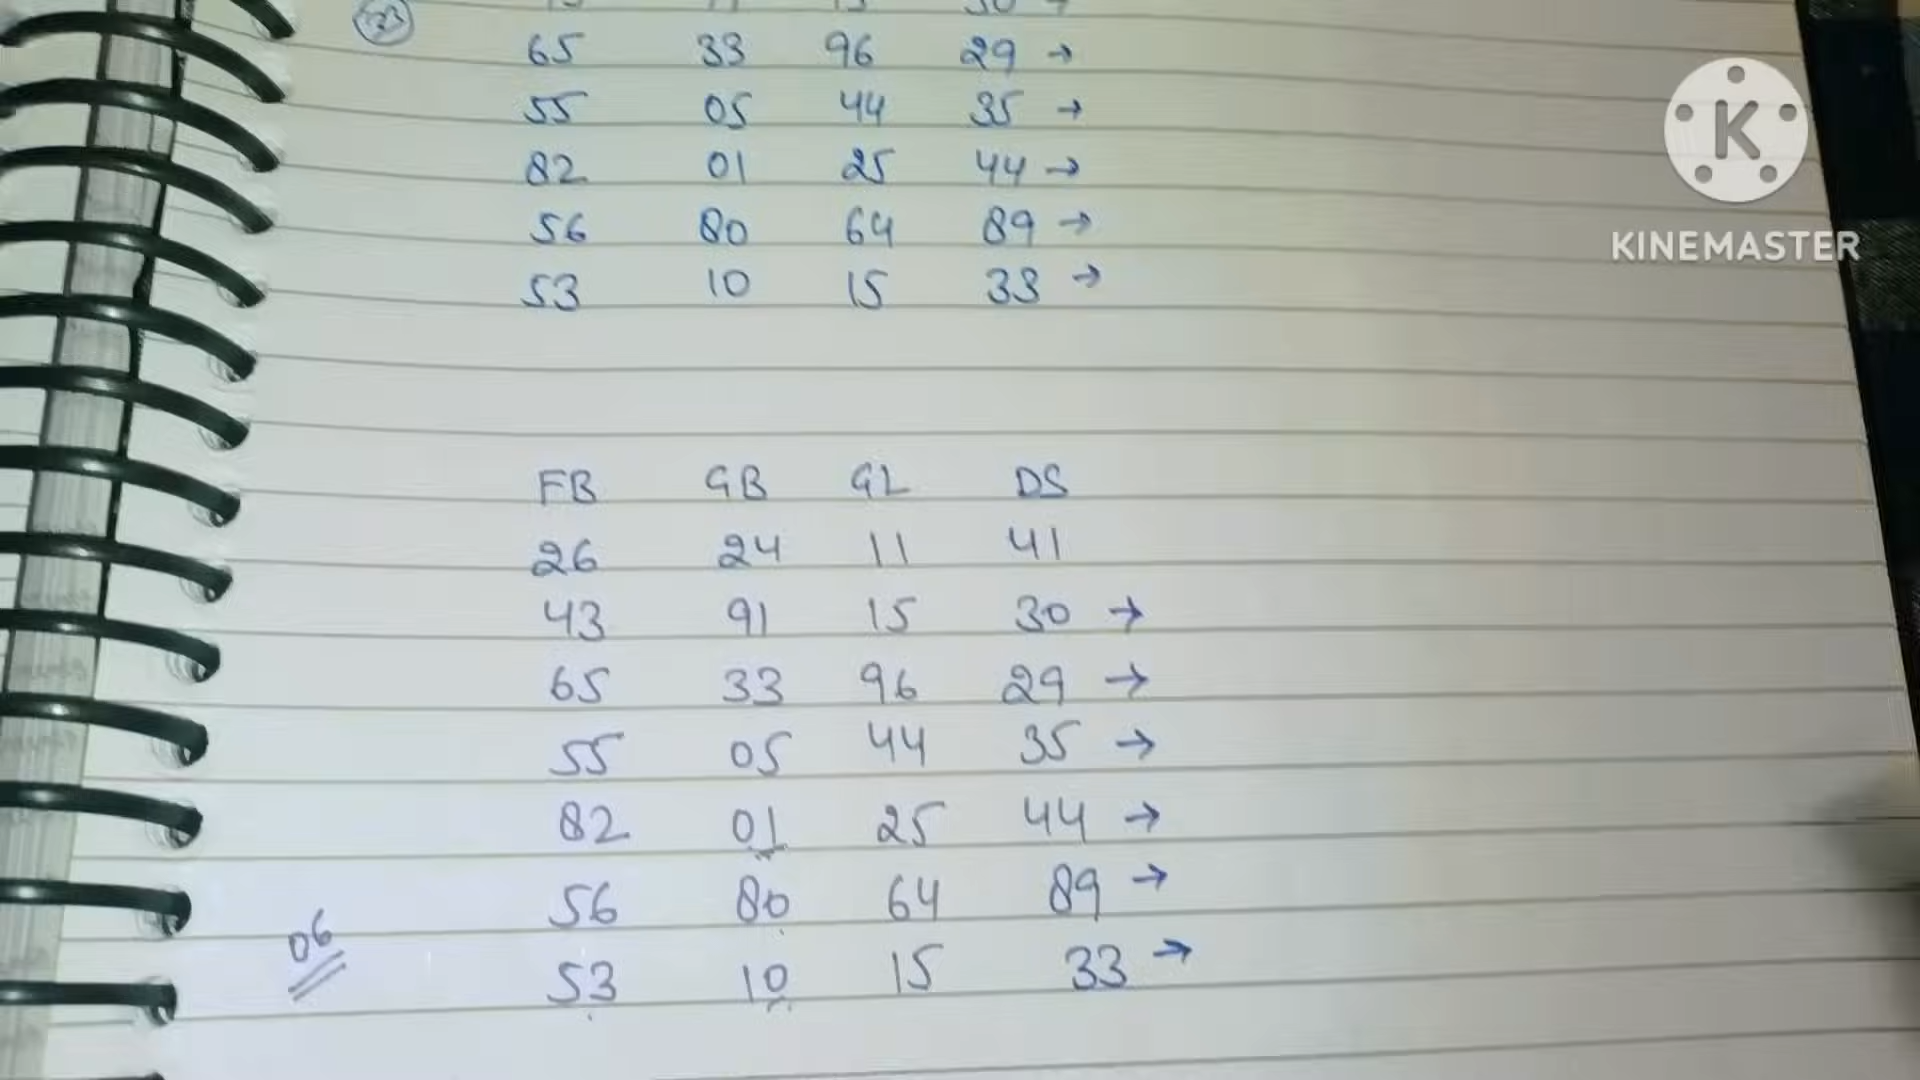 65 33 96 29 →
55 05 44 35 →
82 01 25 44 →
56 80 64 89 →
53 10 15 33 →
KINEMASTER
FB GB GL DS
26 24 11 41
43 91 15 30 →
65 33 96 29 →
55 05 44 35 →
82 01 25 44 →
56 80 64 89 →
06
53 10 15 33 →